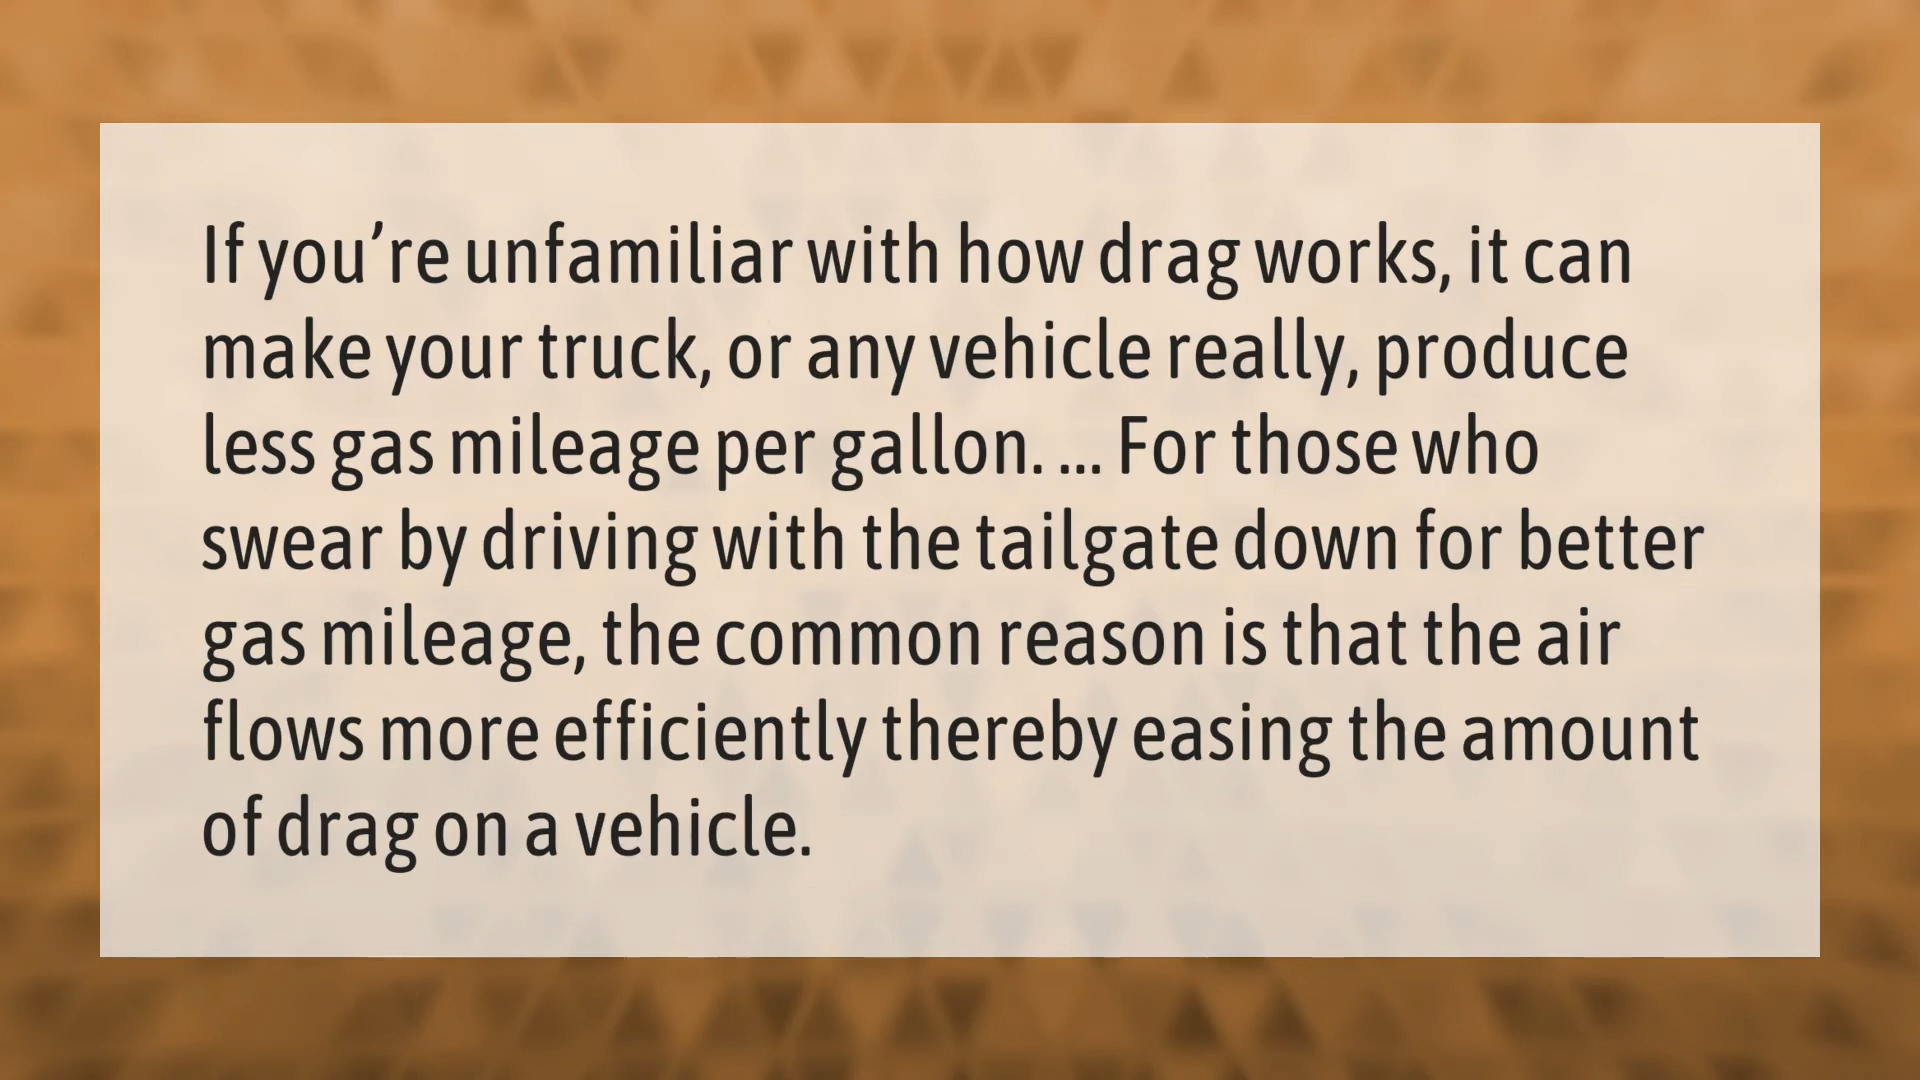 If you’re unfamiliar with how drag works, it can
make your truck, or any vehicle really, produce
less gas mileage per gallon. ... For those who
swear by driving with the tailgate down for better
gas mileage, the common reason is that the air
flows more efficiently thereby easing the amount
of drag on a vehicle.